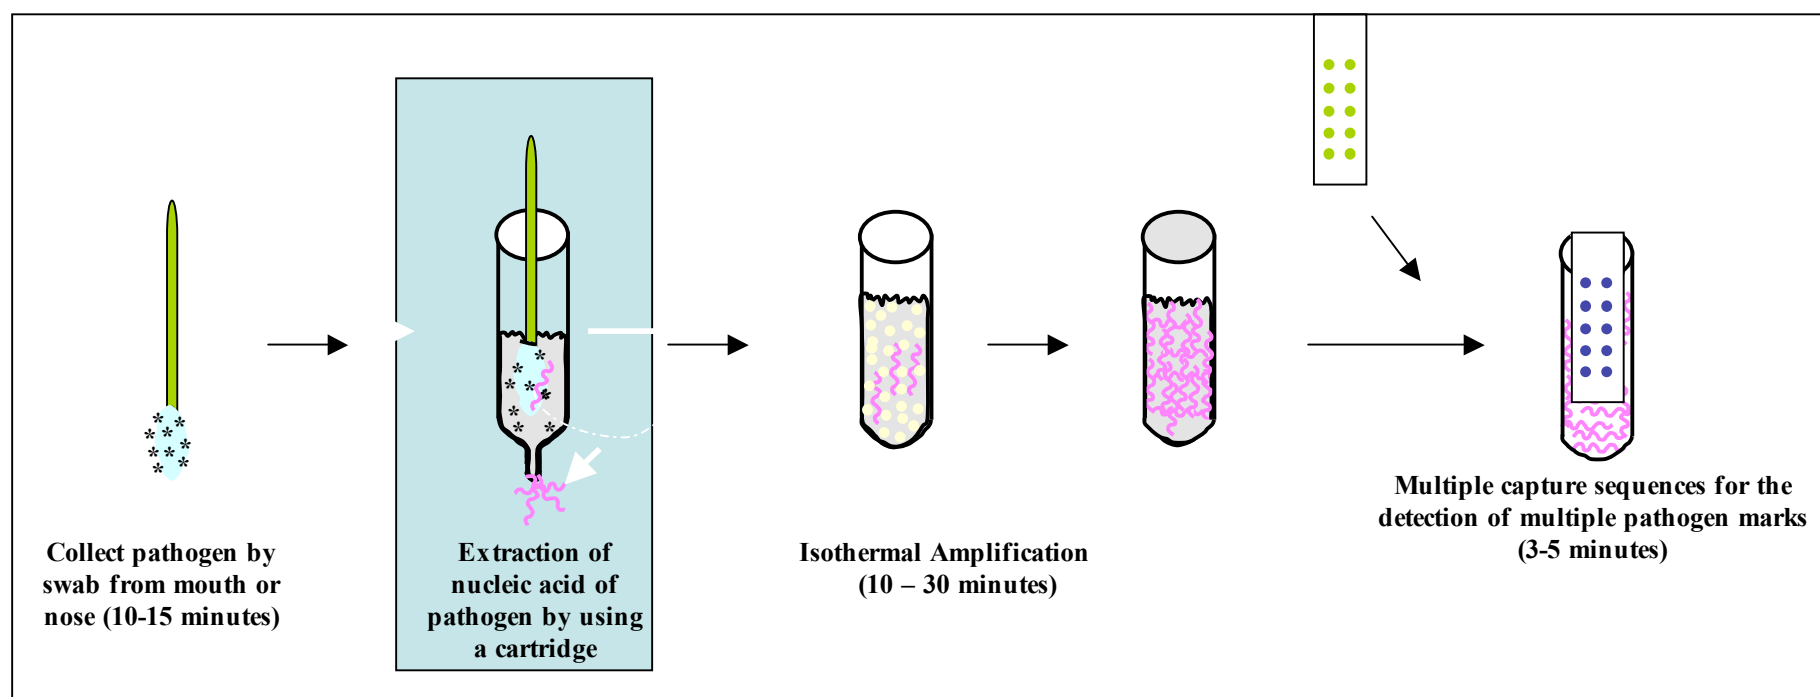 Collect pathogen by
swab from mouth or
nose (10-15 minutes)
Extraction of
nucleic acid of
pathogen by using
a cartridge
Isothermal Amplification
(10 – 30 minutes)
Multiple capture sequences for the
detection of multiple pathogen marks
(3-5 minutes)